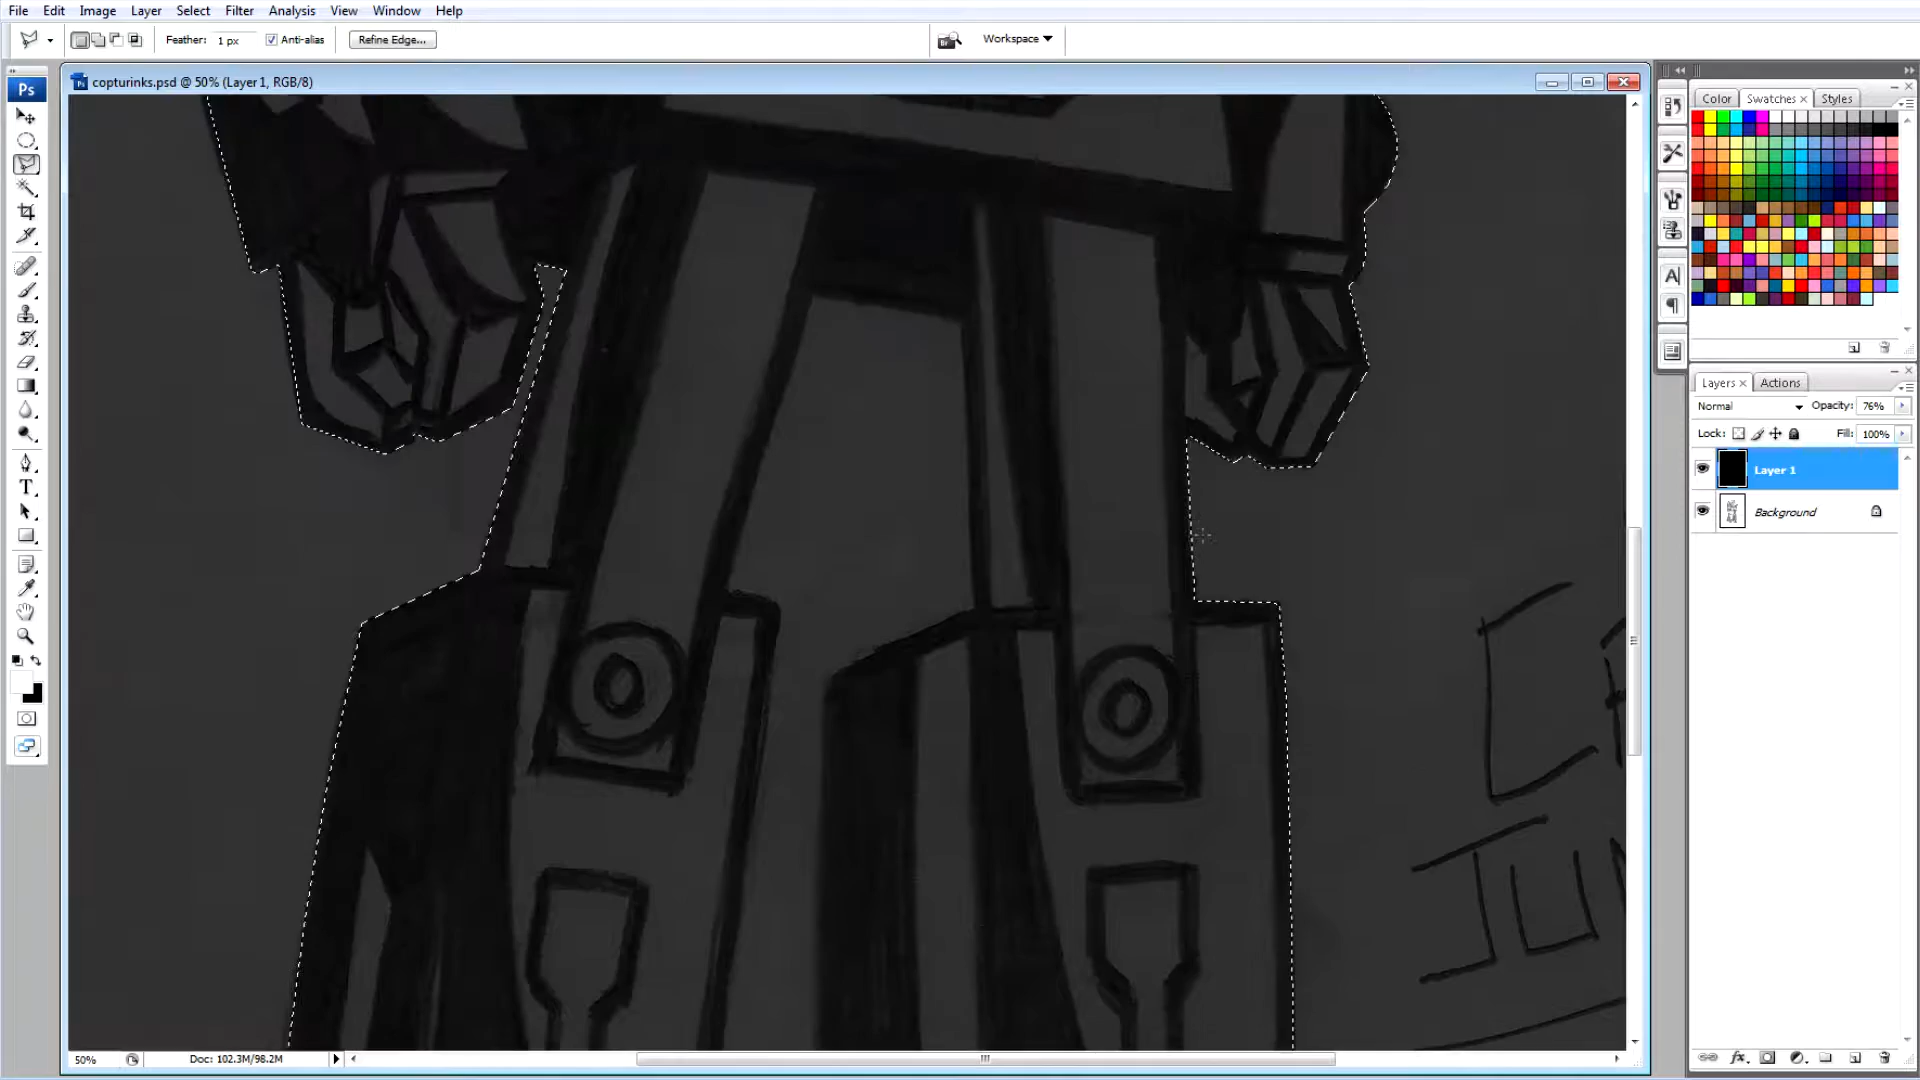 File Edit Image Layer Select Filter Analysis View Window Help
Feather: 1 px Anti-alias Refine Edge... Workspace
copturinks.psd @ 50% (Layer 1, RGB/8)
Ps
Color Swatches Styles
Layers Actions
Normal Opacity: 76%
Lock: Fill: 100%
Layer 1
Background
50% Doc: 102.3M/98.2M